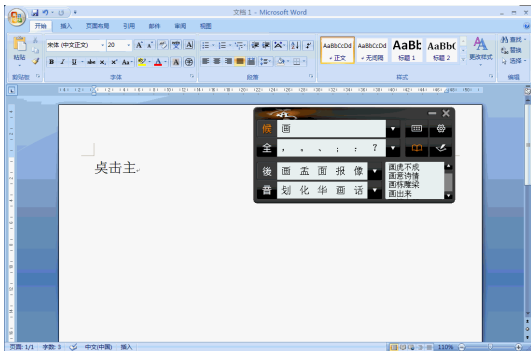 文档 1 - Microsoft Word
开始 插入 页面布局 引用 邮件 审阅 视图
粘贴
宋体 (中文正文) 20
AaBbCcDd AaBbCcDd AaBb AaBbC
正文 无间隔 标题 1 标题 2 更改样式
查找
替换
选择
剪贴板 字体 段落 样式 编辑
候 画
全 , 。 、 ; : ?
後 画 孟 面 报 像
音 划 化 华 画 话
画虎不成
画意诗情
画栋雕梁
画出来
臭击主
页面: 1/1 字数: 3 中文(中国) 插入 110%